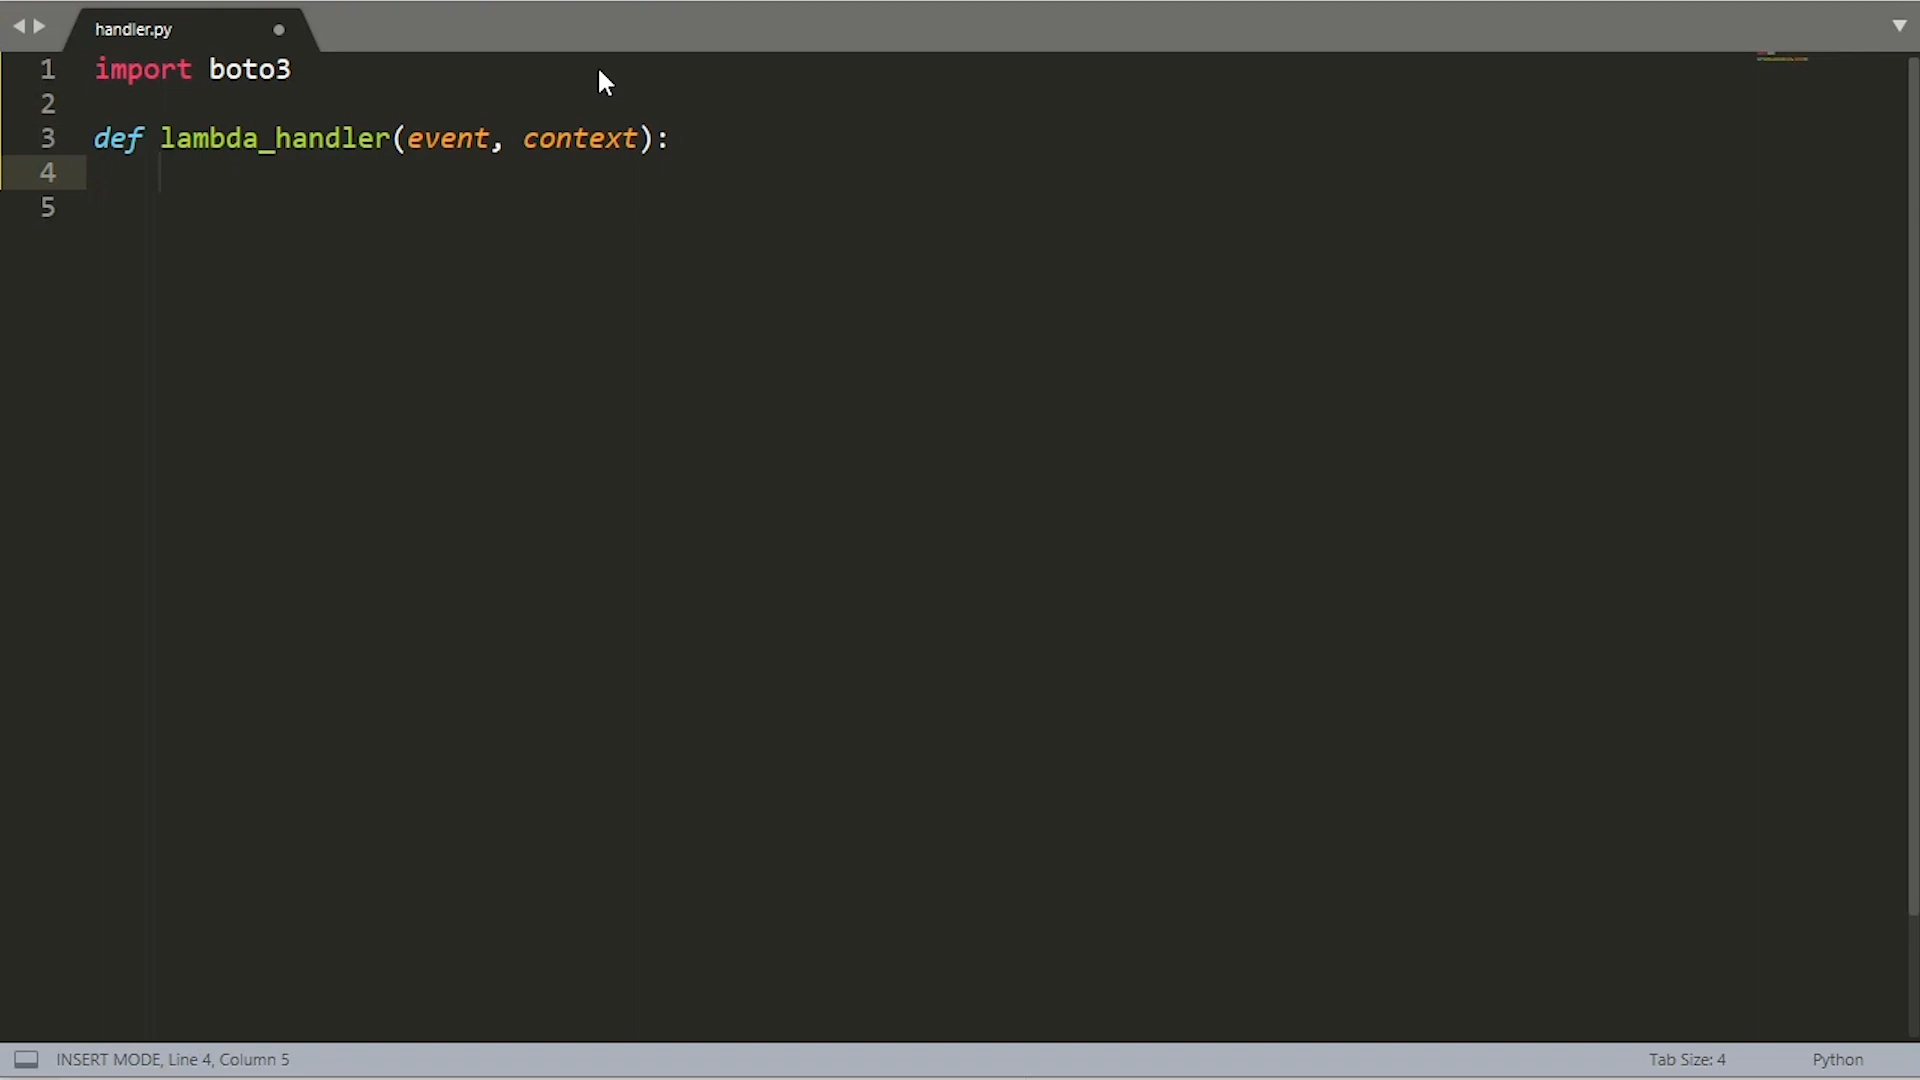 handler.py
1 import boto3
2
3 def lambda_handler(event, context):
4
5
INSERT MODE, Line 4, Column 5 Tab Size: 4 Python